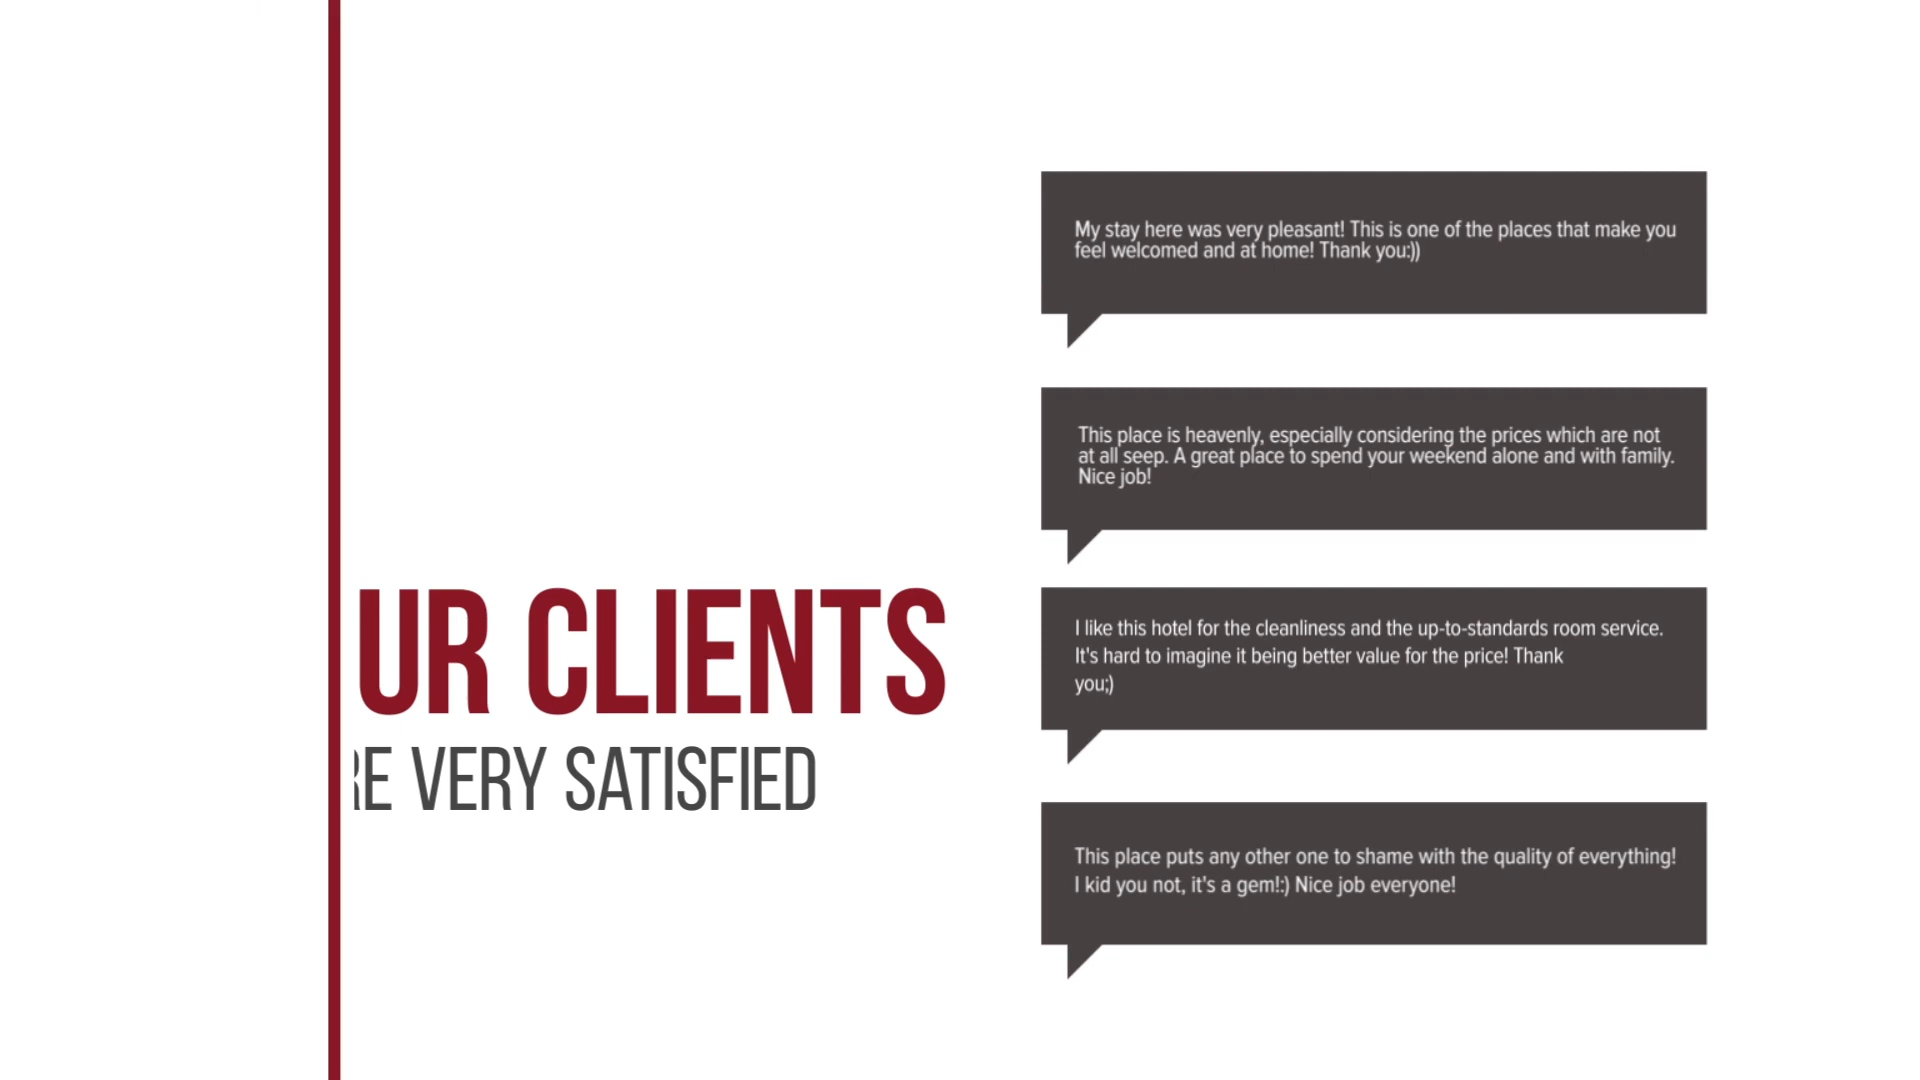 UR CLIENTS
RE VERY SATISFIED
My stay here was very pleasant! This is one of the places that make you
feel welcomed and at home! Thank you:))
This place is heavenly, especially considering the prices which are not
at all seep. A great place to spend your weekend alone and with family.
Nice job!
I like this hotel for the cleanliness and the up-to-standards room service.
It's hard to imagine it being better value for the price! Thank
you;)
This place puts any other one to shame with the quality of everything!
I kid you not, it's a gem!:) Nice job everyone!